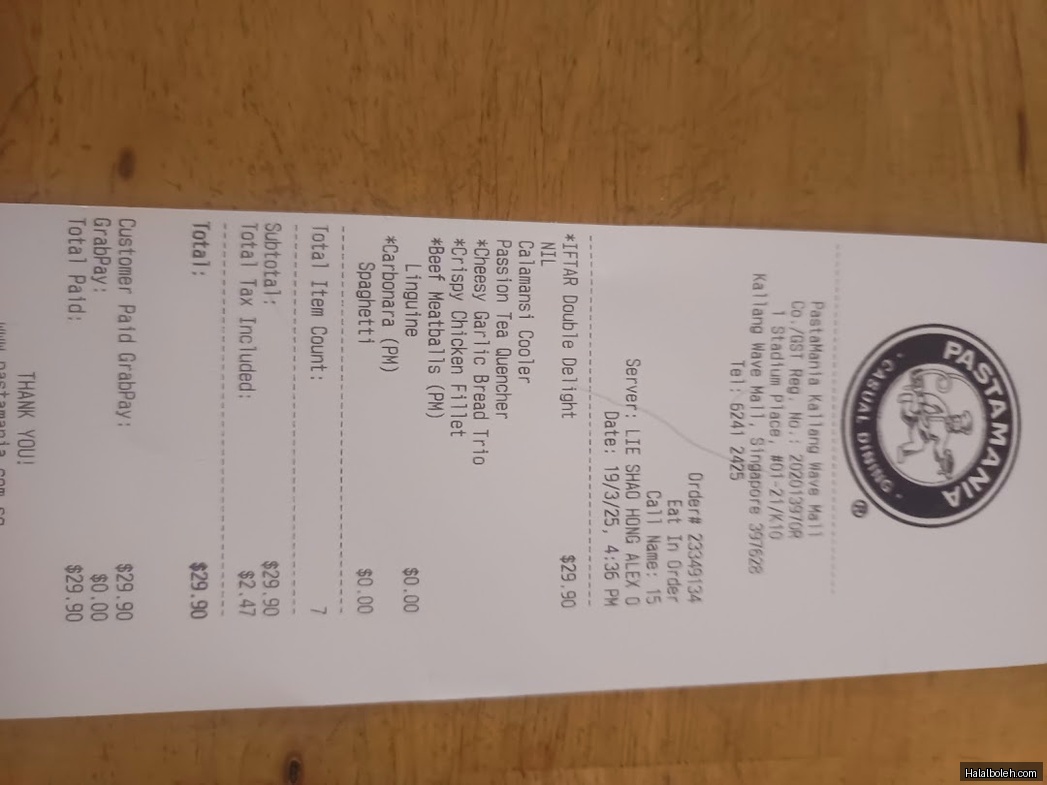 PASTAMANIA
· CASUAL DINING ·
®
PastaMania Kallang Wave Mall
Co./GST Reg. No.: 202013970R
1 Stadium Place, #01-21/K10
Kallang Wave Mall, Singapore 397628
Tel: 6241 2425
Order# 23349134
Eat In Order
Call Name: 15
Server: LIE SHAO HONG ALEX O
Date: 19/3/25, 4:36 PM
*IFTAR Double Delight $29.90
NIL
Calamansi Cooler
Passion Tea Quencher
*Cheesy Garlic Bread Trio
*Crispy Chicken Fillet
*Beef Meatballs (PM)
Linguine $0.00
*Carbonara (PM)
Spaghetti $0.00
Total Item Count: 7
Subtotal: $29.90
Total Tax Included: $2.47
Total: $29.90
Customer Paid GrabPay: $29.90
GrabPay: $0.00
Total Paid: $29.90
THANK YOU!
www.pastamania.com.sg
Halalboleh.com